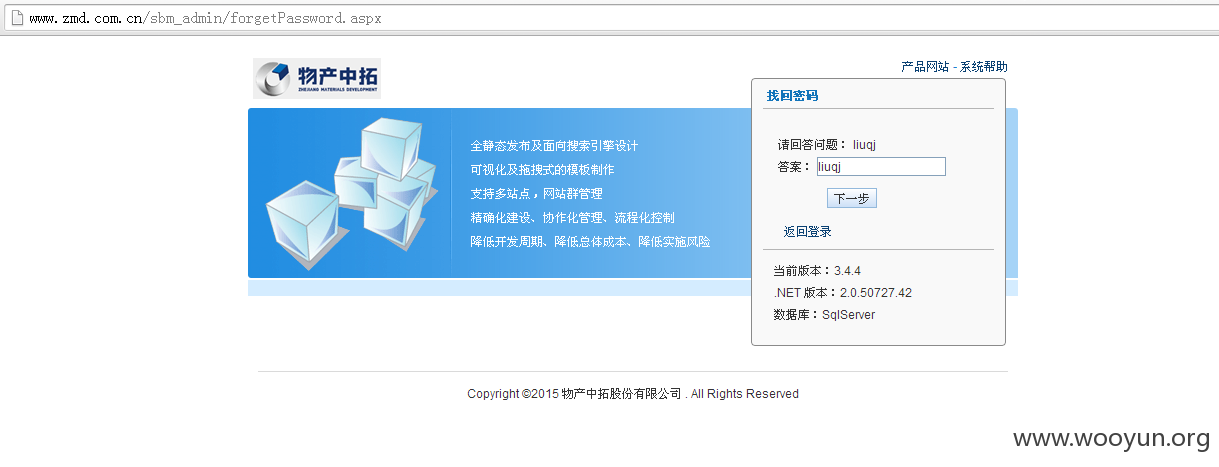 www.zmd.com.cn/sbm_admin/forgetPassword.aspx
物产中拓
ZHEJIANG MATERIALS DEVELOPMENT
产品网站 - 系统帮助
全静态发布及面向搜索引擎设计
可视化及拖拽式的模板制作
支持多站点，网站群管理
精确化建设、协作化管理、流程化控制
降低开发周期、降低总体成本、降低实施风险
找回密码
请回答问题： liuqj
答案： liuqj
下一步
返回登录
当前版本：3.4.4
.NET 版本：2.0.50727.42
数据库：SqlServer
Copyright ©2015 物产中拓股份有限公司 . All Rights Reserved
www.wooyun.org